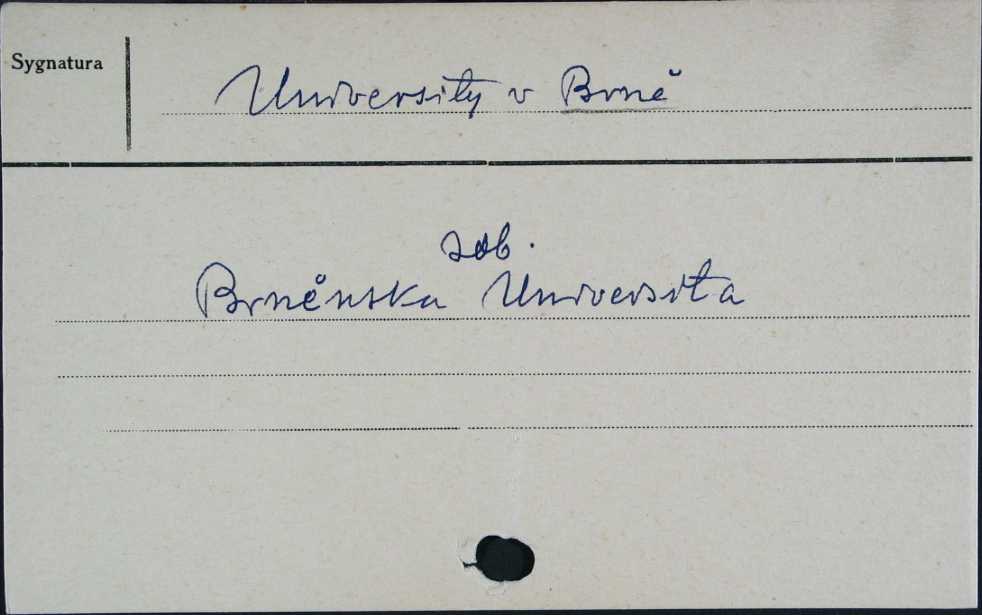 Sygnatura
University v Brně
zob.
Brněnska Universita